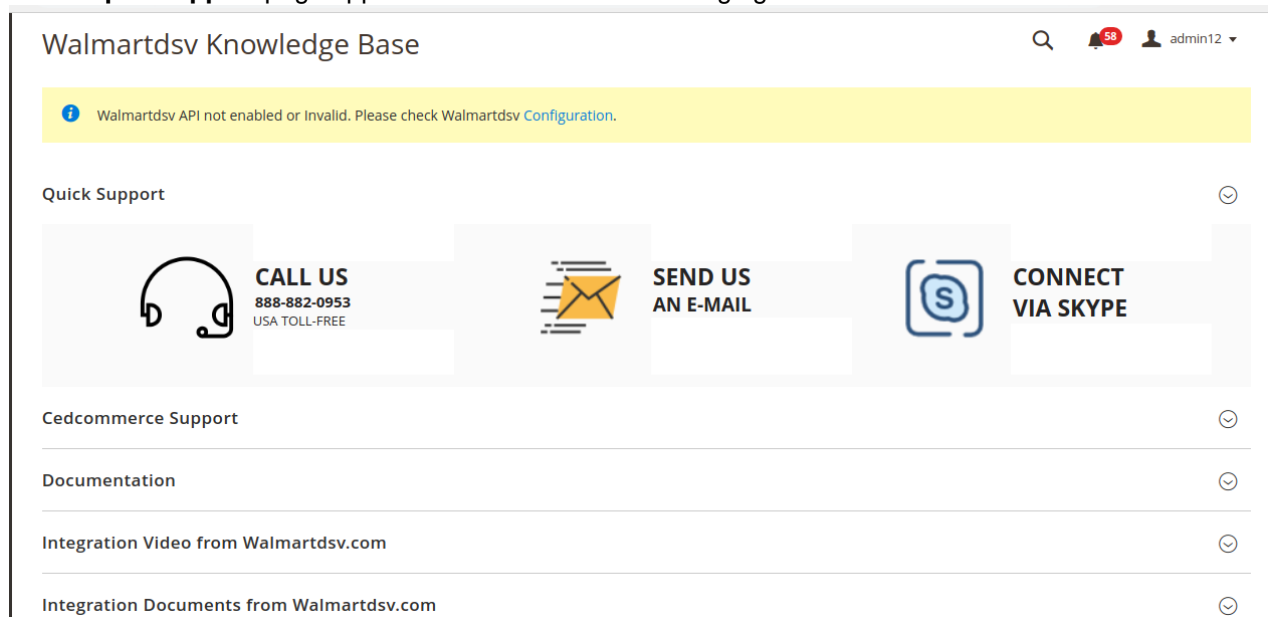 Walmartdsv Knowledge Base
58
admin12
Walmartdsv API not enabled or Invalid. Please check Walmartdsv Configuration.
Quick Support
CALL US
888-882-0953
USA TOLL-FREE
SEND US
AN E-MAIL
S
CONNECT
VIA SKYPE
Cedcommerce Support
Documentation
Integration Video from Walmartdsv.com
Integration Documents from Walmartdsv.com